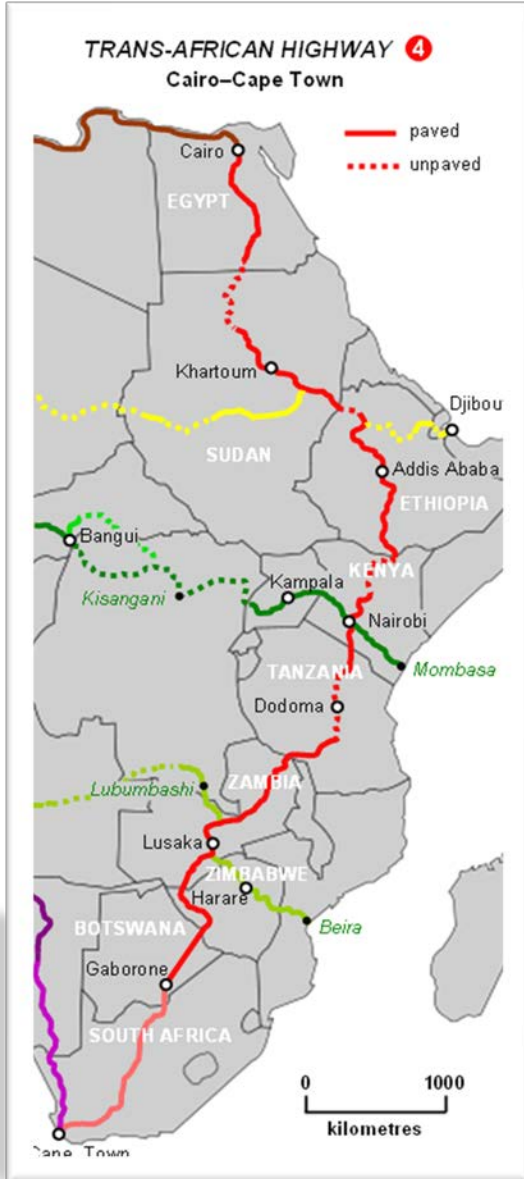 TRANS-AFRICAN HIGHWAY 4
Cairo–Cape Town
paved
unpaved
Cairo
EGYPT
Khartoum
Djibou
SUDAN
Addis Ababa
ETHIOPIA
Bangui
KENYA
Kampala
Kisangani
Nairobi
TANZANIA
Mombasa
Dodoma
ZAMBIA
Lubumbashi
Lusaka
ZIMBABWE
Harare
BOTSWANA
Beira
Gaborone
SOUTH AFRICA
0 1000
kilometres
Cape Town